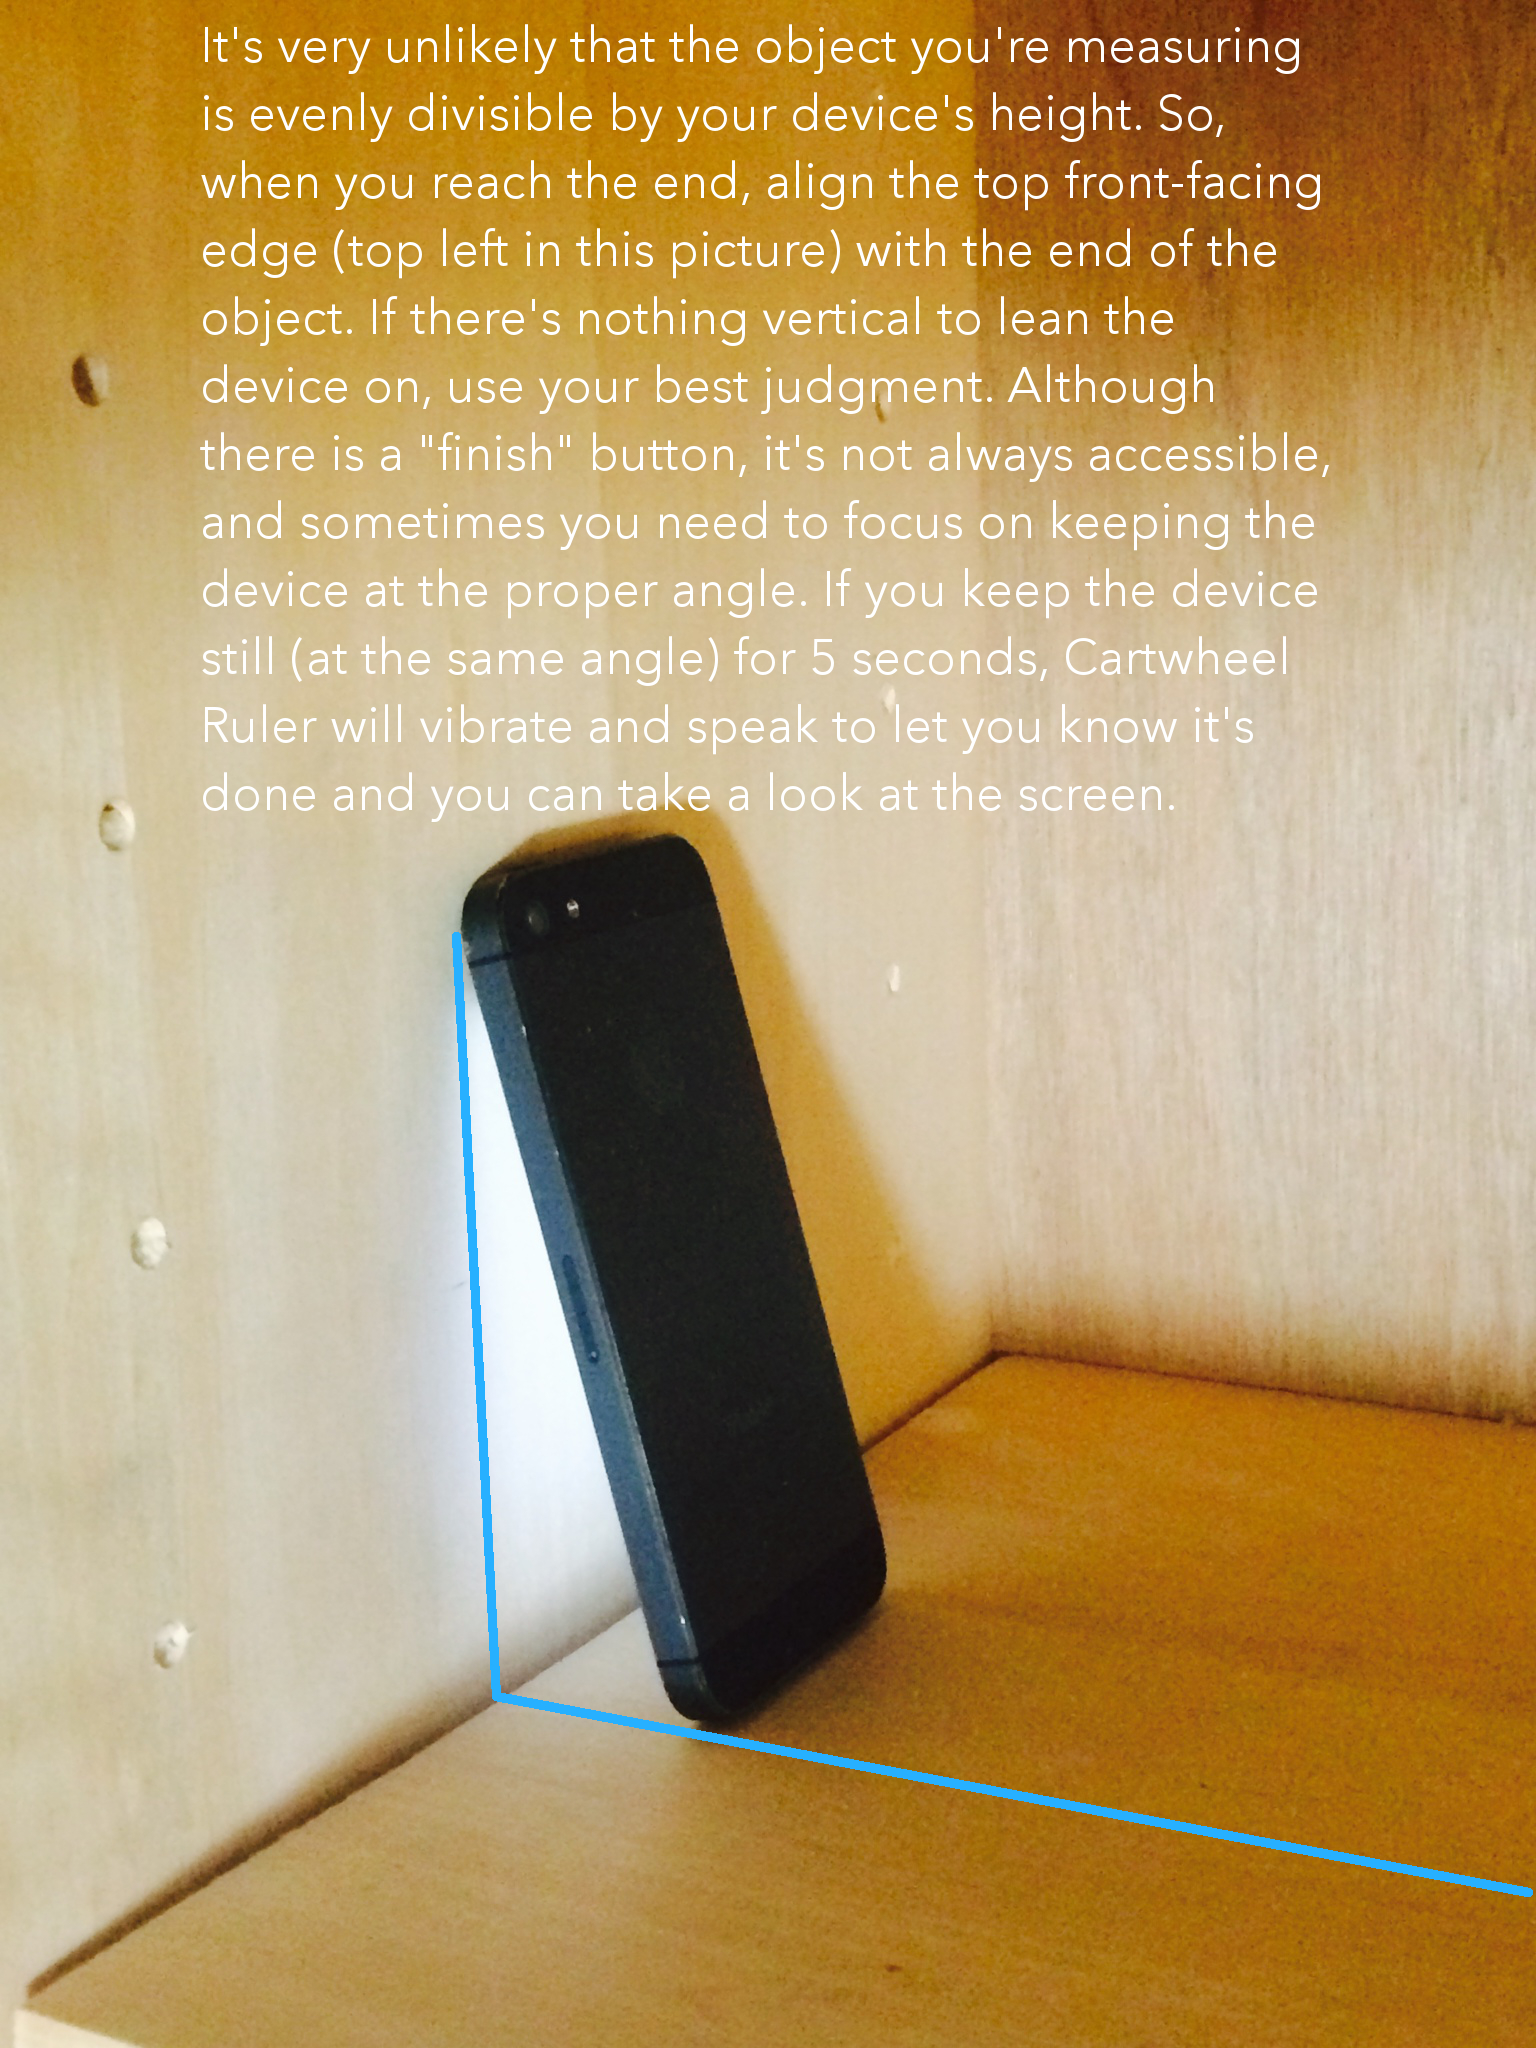 It's very unlikely that the object you're measuring
is evenly divisible by your device's height. So,
when you reach the end, align the top front-facing
edge (top left in this picture) with the end of the
object. If there's nothing vertical to lean the
device on, use your best judgment. Although
there is a "finish" button, it's not always accessible,
and sometimes you need to focus on keeping the
device at the proper angle. If you keep the device
still (at the same angle) for 5 seconds, Cartwheel
Ruler will vibrate and speak to let you know it's
done and you can take a look at the screen.